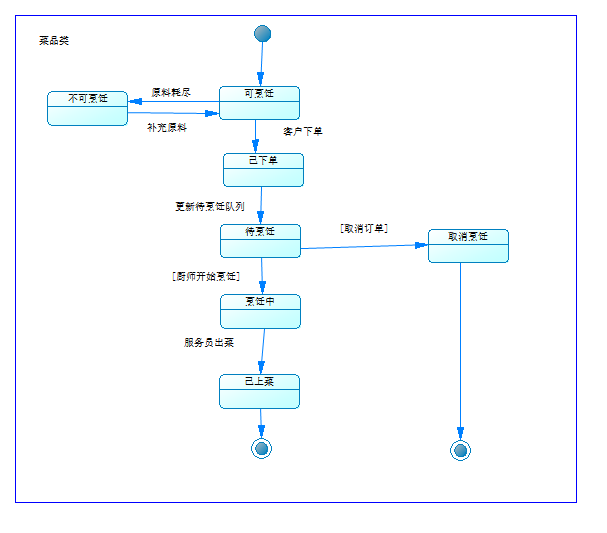 菜品类
原料耗尽
不可烹饪
可烹饪
补充原料
客户下单
已下单
更新待烹饪队列
待烹饪
[取消订单]
取消烹饪
[厨师开始烹饪]
烹饪中
服务员出菜
已上菜